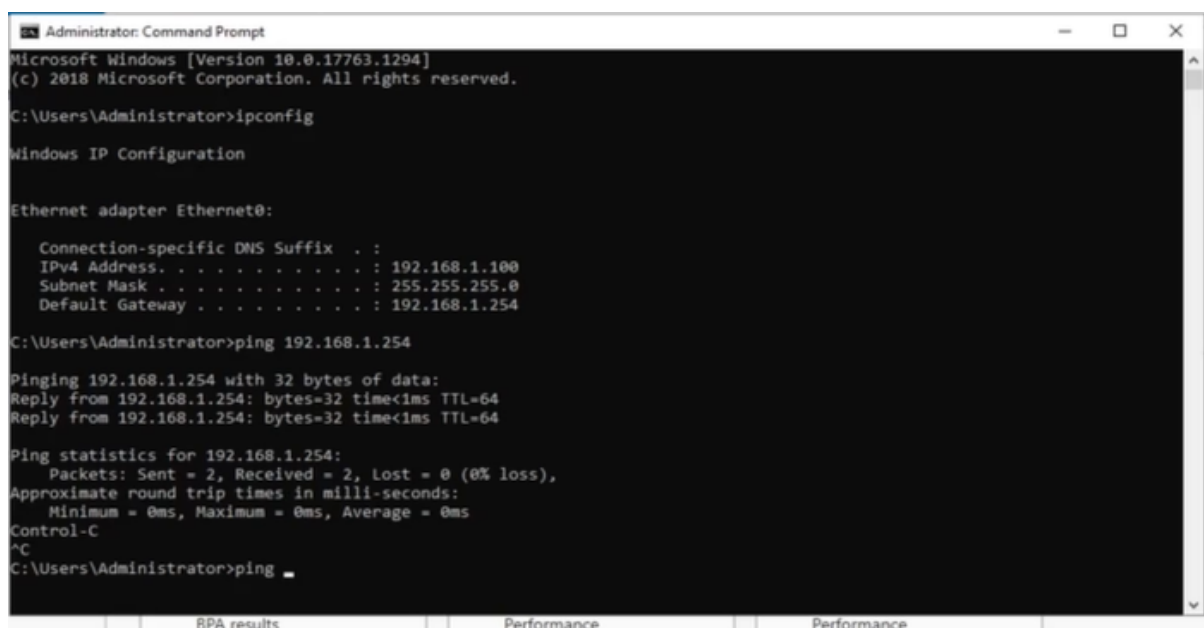 Administrator: Command Prompt
Microsoft Windows [Version 10.0.17763.1294]
(c) 2018 Microsoft Corporation. All rights reserved.
C:\Users\Administrator>ipconfig
Windows IP Configuration
Ethernet adapter Ethernet0:
Connection-specific DNS Suffix . :
IPv4 Address. . . . . . . . . . . : 192.168.1.100
Subnet Mask . . . . . . . . . . . : 255.255.255.0
Default Gateway . . . . . . . . . : 192.168.1.254
C:\Users\Administrator>ping 192.168.1.254
Pinging 192.168.1.254 with 32 bytes of data:
Reply from 192.168.1.254: bytes=32 time<1ms TTL=64
Reply from 192.168.1.254: bytes=32 time<1ms TTL=64
Ping statistics for 192.168.1.254:
Packets: Sent = 2, Received = 2, Lost = 0 (0% loss),
Approximate round trip times in milli-seconds:
Minimum = 0ms, Maximum = 0ms, Average = 0ms
Control-C
^C
C:\Users\Administrator>ping _
BPA results Performance Performance